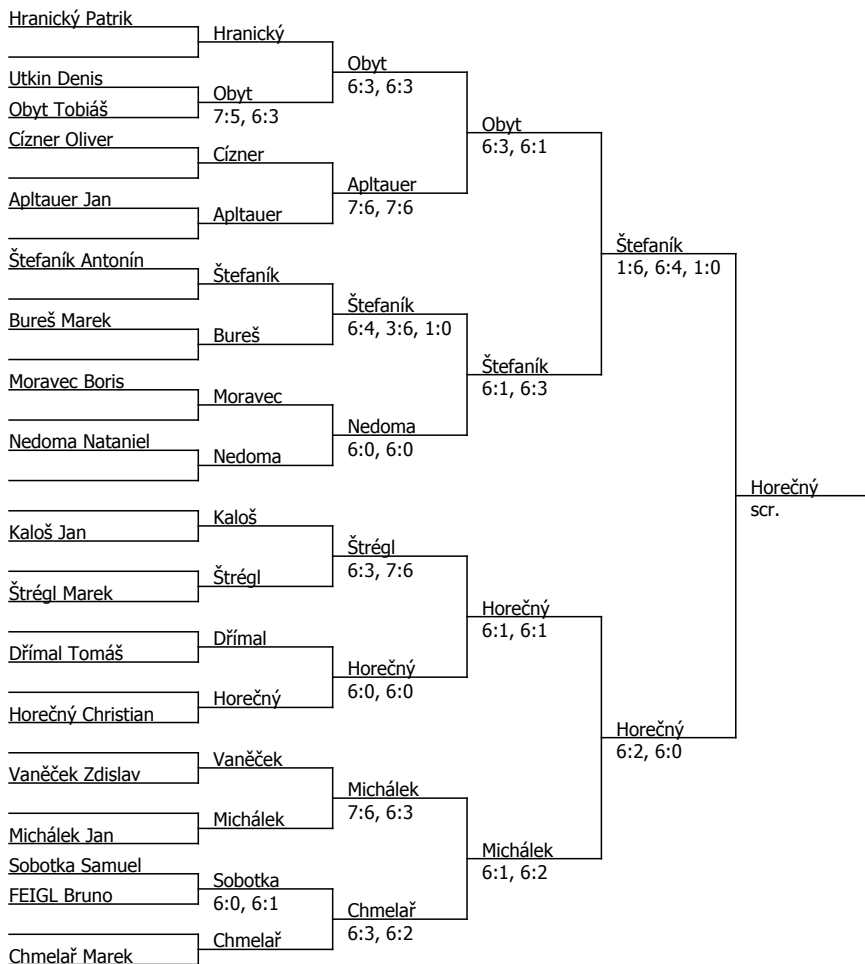 Hranický Patrik
Hranický
Obyt
6:3, 6:3
Utkin Denis
Obyt
7:5, 6:3
Obyt Tobiáš
Obyt
6:3, 6:1
Cízner Oliver
Cízner
Apltauer
7:6, 7:6
Apltauer Jan
Apltauer
Štefaník
1:6, 6:4, 1:0
Štefaník Antonín
Štefaník
Štefaník
6:4, 3:6, 1:0
Bureš Marek
Bureš
Štefaník
6:1, 6:3
Moravec Boris
Moravec
Nedoma
6:0, 6:0
Nedoma Nataniel
Nedoma
Horečný
scr.
Kaloš Jan
Kaloš
Štrégl
6:3, 7:6
Štrégl Marek
Štrégl
Horečný
6:1, 6:1
Dřímal Tomáš
Dřímal
Horečný
6:0, 6:0
Horečný Christian
Horečný
Horečný
6:2, 6:0
Vaněček Zdislav
Vaněček
Michálek
7:6, 6:3
Michálek Jan
Michálek
Michálek
6:1, 6:2
Sobotka Samuel
Sobotka
6:0, 6:1
FEIGL Bruno
Chmelař
6:3, 6:2
Chmelař Marek
Chmelař